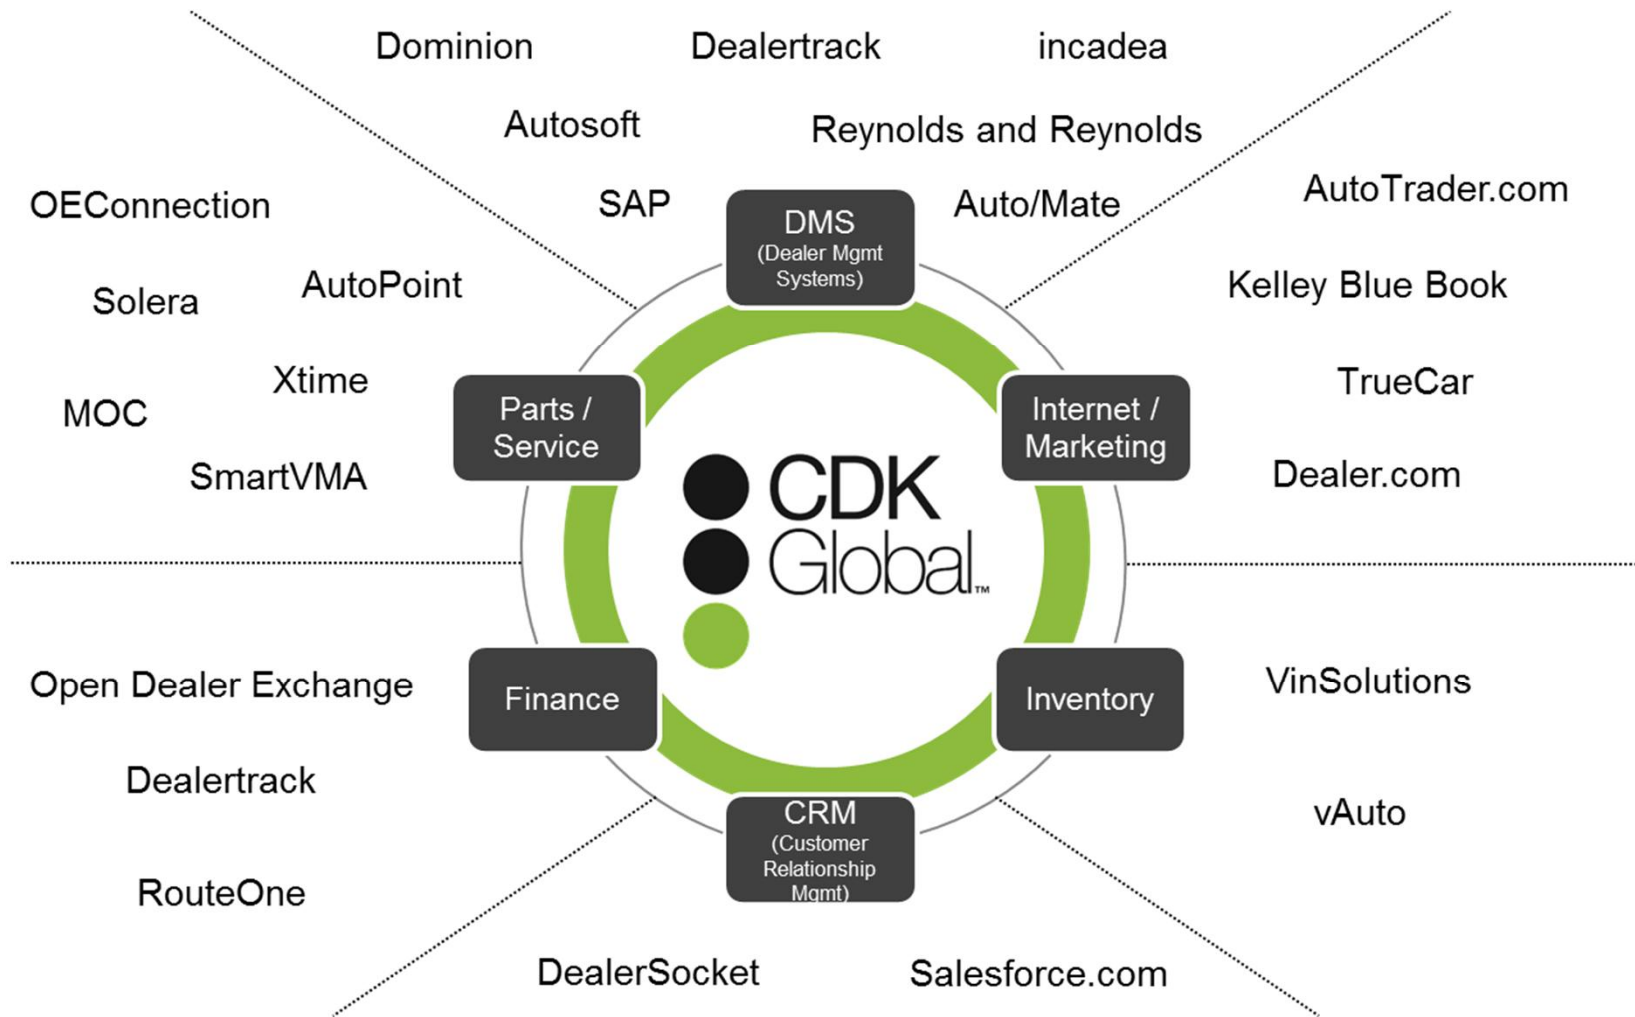 Dominion
Dealertrack
incadea
Autosoft
Reynolds and Reynolds
SAP
Auto/Mate
DMS
(Dealer Mgmt
Systems)
AutoTrader.com
Kelley Blue Book
TrueCar
Dealer.com
Internet /
Marketing
OEConnection
AutoPoint
Solera
Xtime
MOC
SmartVMA
Parts /
Service
CDK
Global™
Open Dealer Exchange
Dealertrack
RouteOne
Finance
Inventory
VinSolutions
vAuto
CRM
(Customer
Relationship
Mgmt)
DealerSocket
Salesforce.com